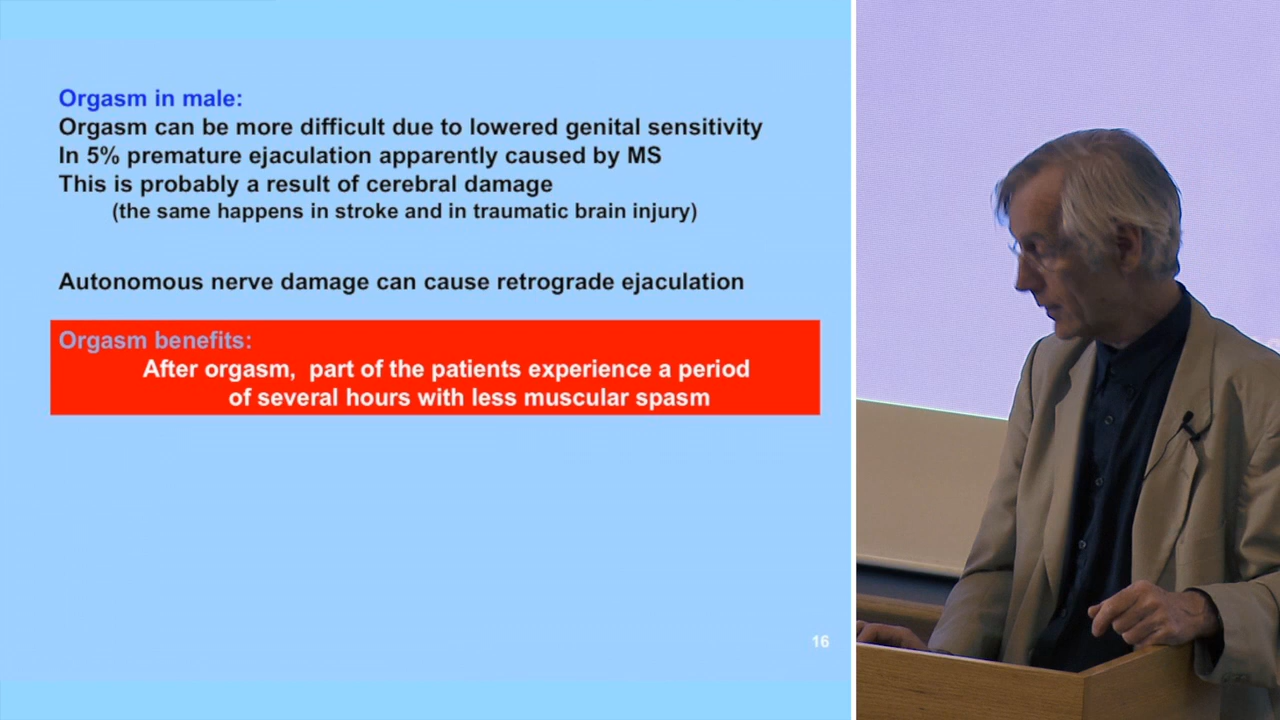 Orgasm in male:
Orgasm can be more difficult due to lowered genital sensitivity
In 5% premature ejaculation apparently caused by MS
This is probably a result of cerebral damage
(the same happens in stroke and in traumatic brain injury)
Autonomous nerve damage can cause retrograde ejaculation
Orgasm benefits:
After orgasm,  part of the patients experience a period
of several hours with less muscular spasm
16